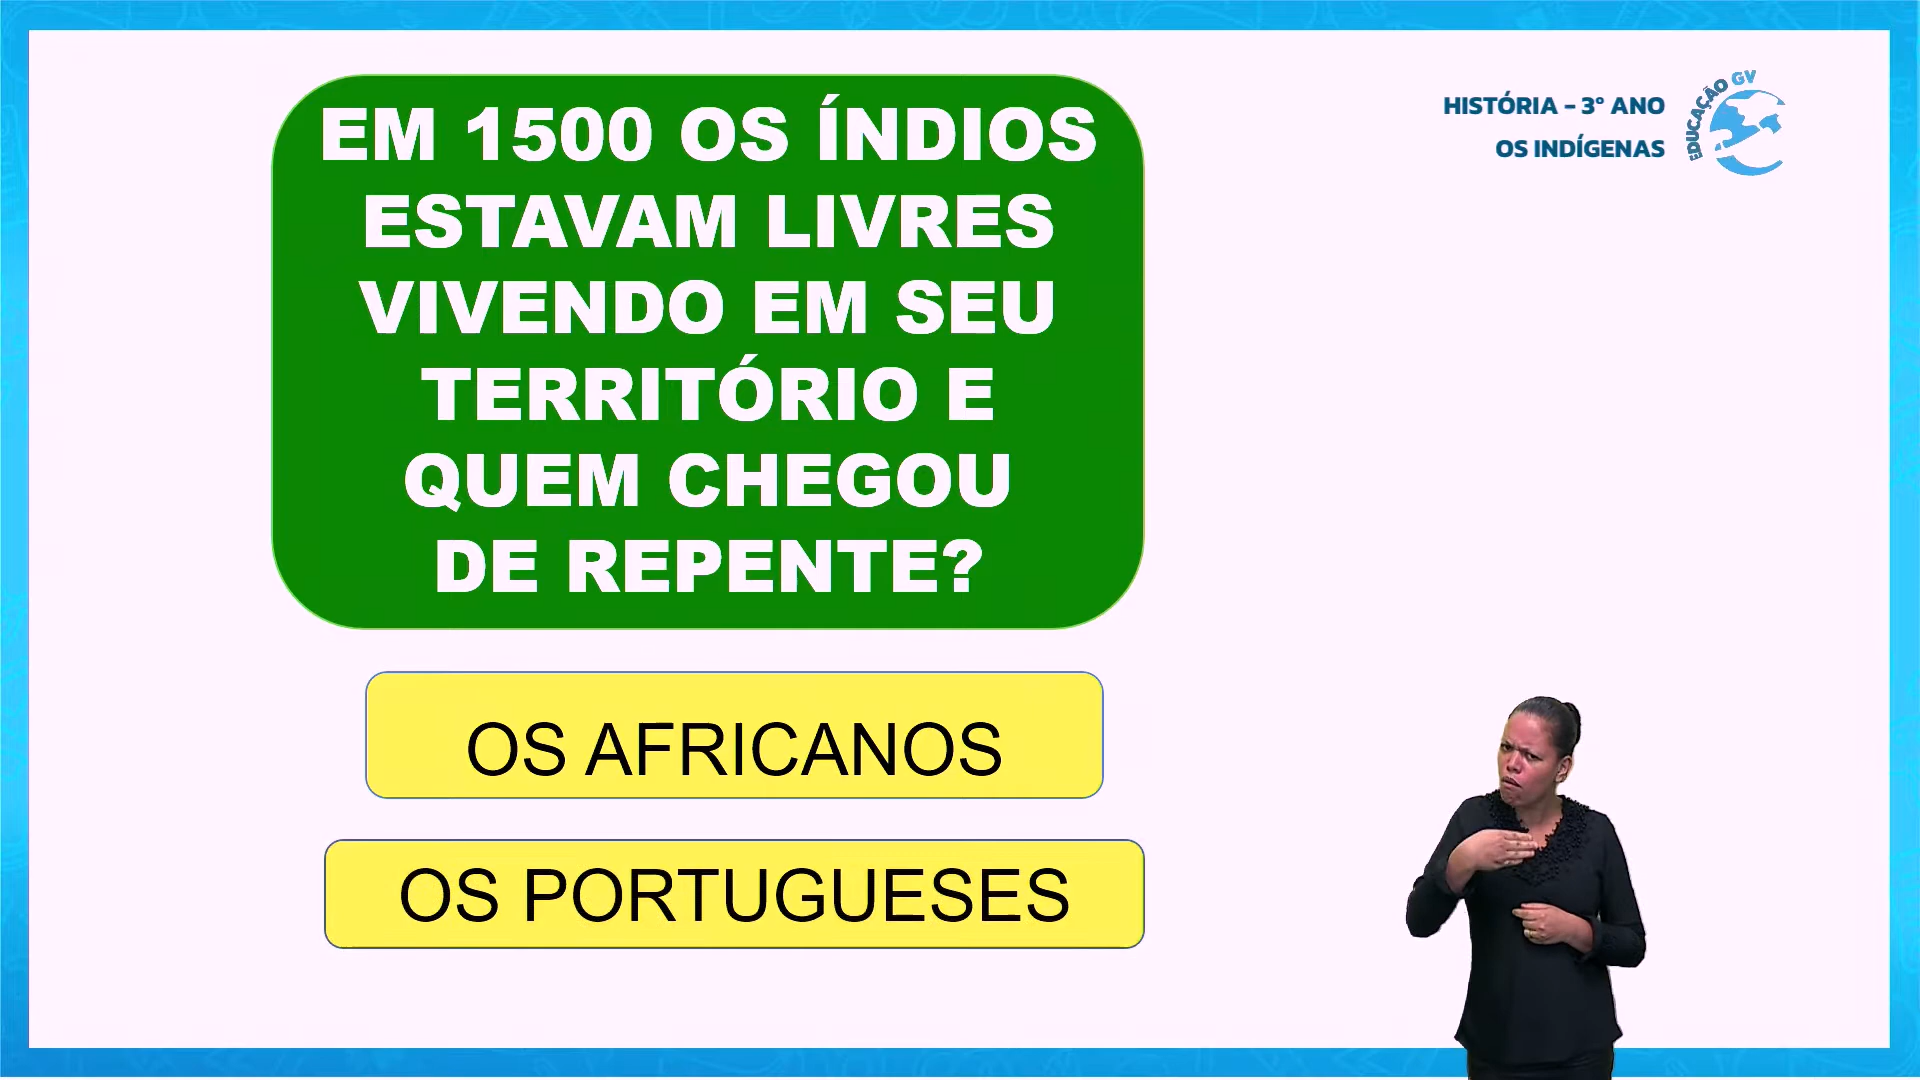 EM 1500 OS ÍNDIOS
ESTAVAM LIVRES
VIVENDO EM SEU
TERRITÓRIO E
QUEM CHEGOU
DE REPENTE?
OS AFRICANOS
OS PORTUGUESES
HISTÓRIA - 3º ANO
OS INDÍGENAS
EDUCAÇÃO GV